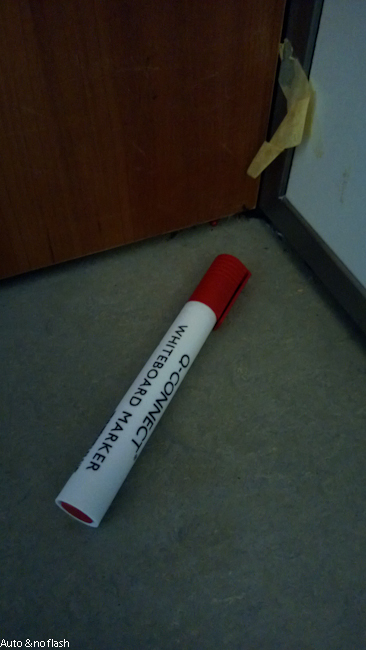 Q-CONNECT
WHITEBOARD MARKER
Auto & no flash